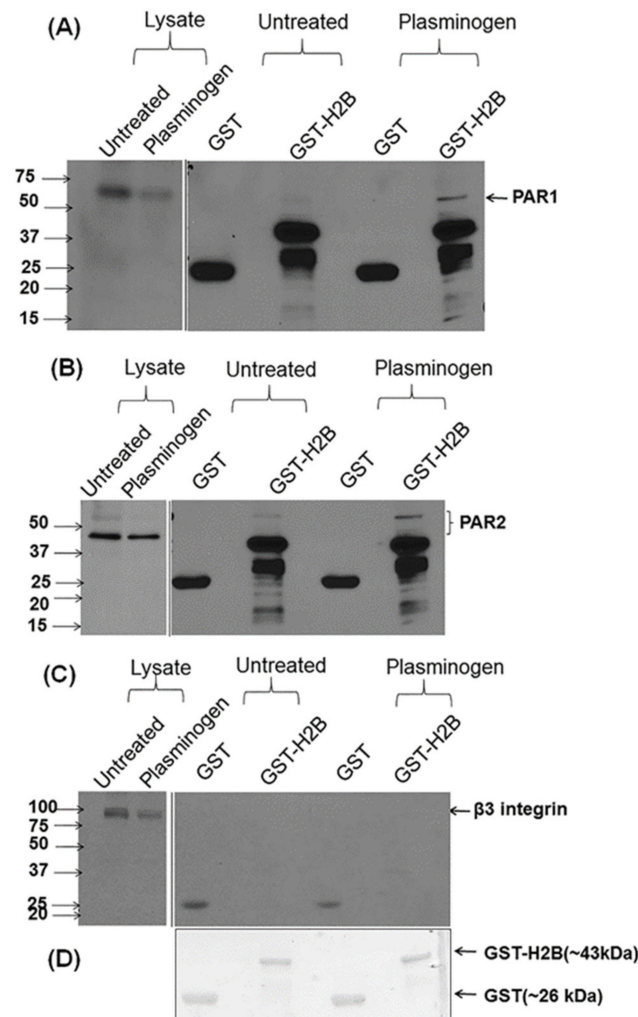 (A)
Lysate
Untreated
Plasminogen
Untreated
Plasminogen
GST
GST-H2B
GST
GST-H2B
75
50
37
25
20
15
PAR1
(B)
Lysate
Untreated
Plasminogen
Untreated
Plasminogen
GST
GST-H2B
GST
GST-H2B
50
37
25
20
15
PAR2
(C)
Lysate
Untreated
Plasminogen
Untreated
Plasminogen
GST
GST-H2B
GST
GST-H2B
100
75
50
37
25
20
β3 integrin
(D)
GST-H2B(~43kDa)
GST(~26 kDa)